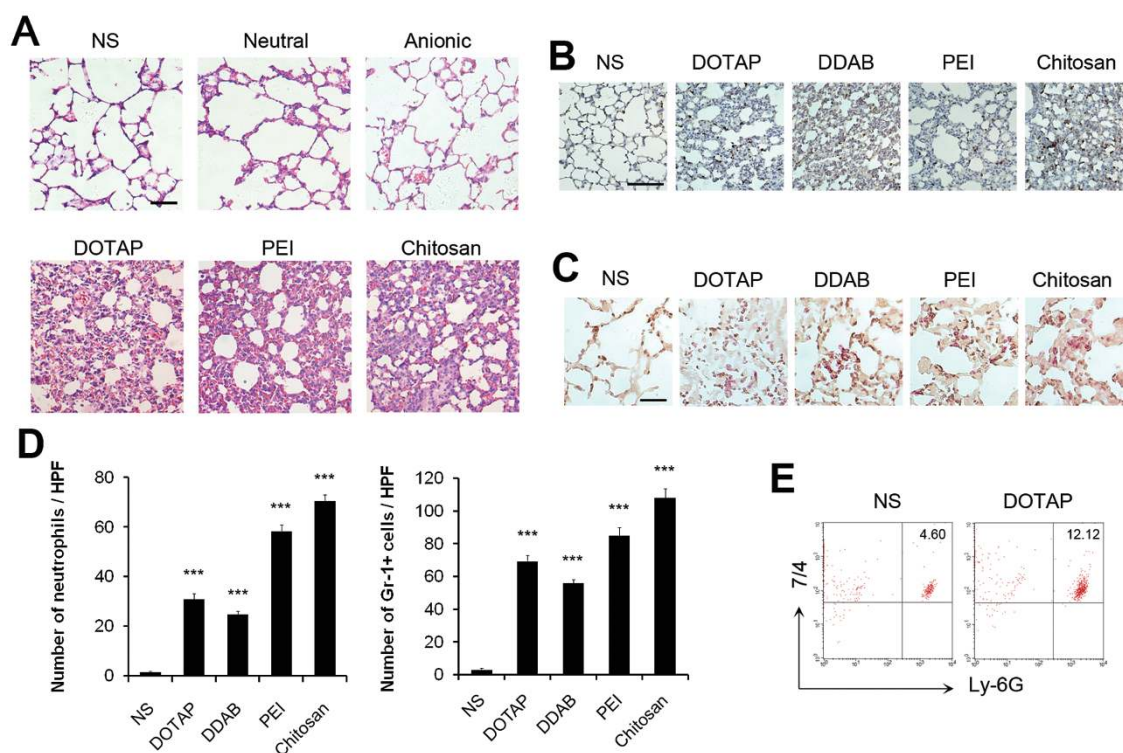 A
NS Neutral Anionic
DOTAP PEI Chitosan
B
NS DOTAP DDAB PEI Chitosan
C
NS DOTAP DDAB PEI Chitosan
D
Number of neutrophils / HPF
80
60
40
20
0
*** *** *** ***
NS DOTAP DDAB PEI Chitosan
Number of Gr-1+ cells / HPF
120
100
80
60
40
20
0
*** *** *** ***
NS DOTAP DDAB PEI Chitosan
E
NS DOTAP
4.60 12.12
7/4
Ly-6G